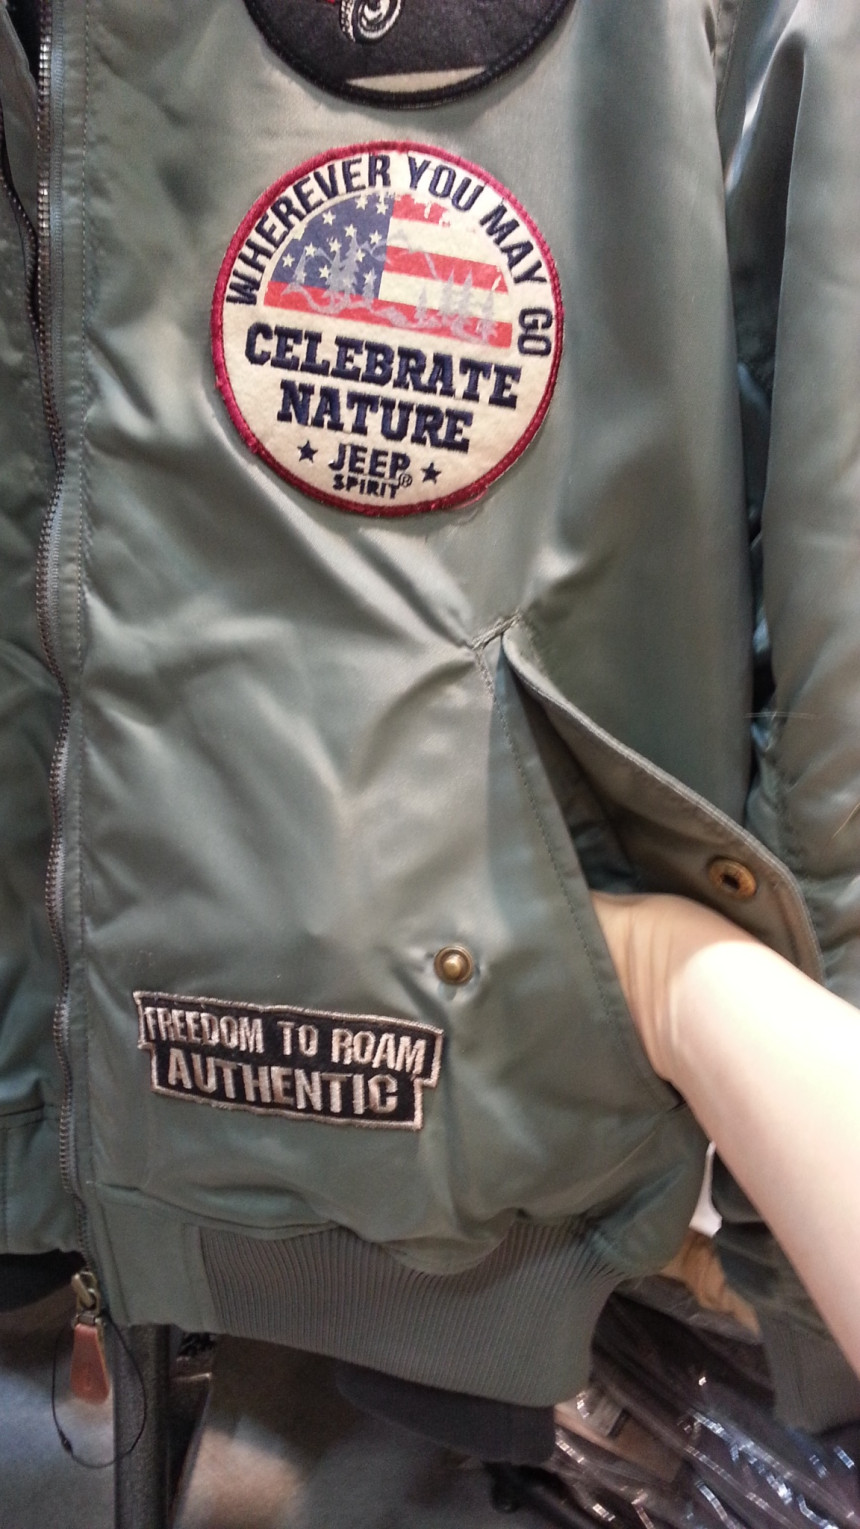 WHEREVER YOU MAY GO
CELEBRATE
NATURE
JEEP®
SPIRIT
FREEDOM TO ROAM
AUTHENTIC